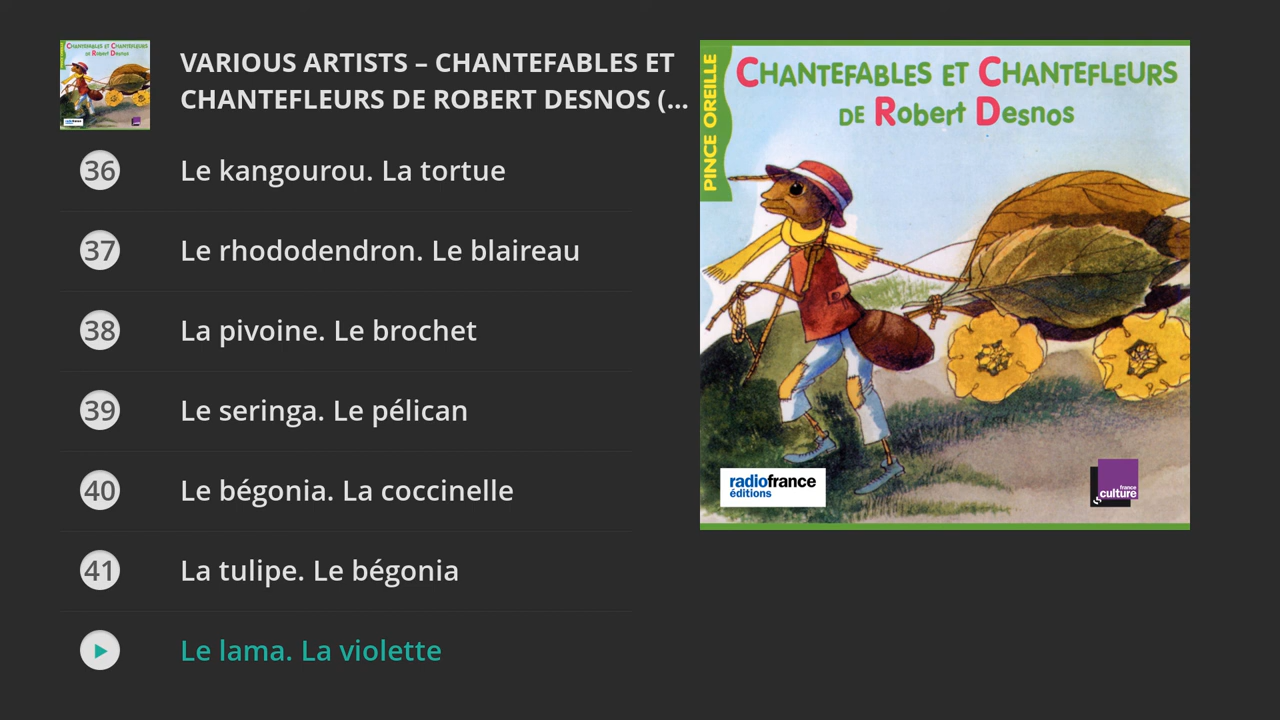 VARIOUS ARTISTS – CHANTEFABLES ET
CHANTEFLEURS DE ROBERT DESNOS (...
36 Le kangourou. La tortue
37 Le rhododendron. Le blaireau
38 La pivoine. Le brochet
39 Le seringa. Le pélican
40 Le bégonia. La coccinelle
41 La tulipe. Le bégonia
Le lama. La violette
PINCE OREILLE
CHANTEFABLES ET CHANTEFLEURS
DE Robert Desnos
radiofrance
éditions
france
culture